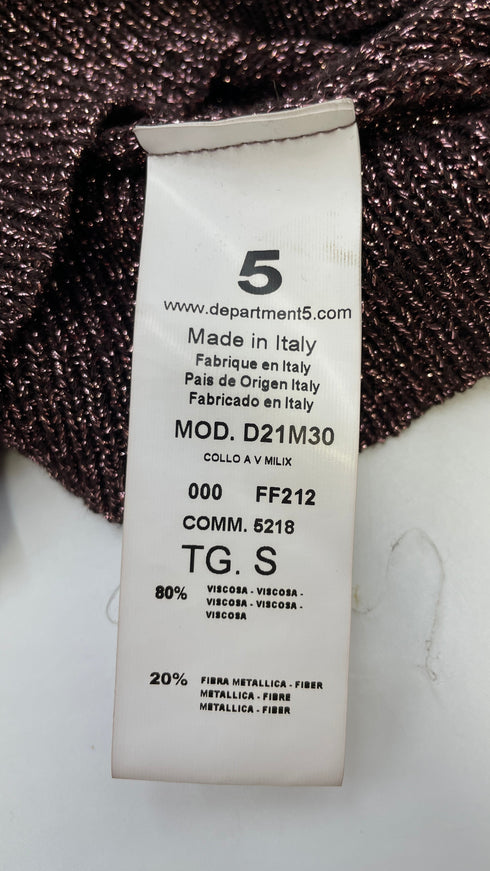 5
www.department5.com
Made in Italy
Fabrique en Italy
Pais de Origen Italy
Fabricado en Italy
MOD. D21M30
COLLO A V MILIX
000 FF212
COMM. 5218
TG. S
80% VISCOSA - VISCOSA -
VISCOSA - VISCOSA -
VISCOSA
20% FIBRA METALLICA - FIBER
METALLICA - FIBRE
METALLICA - FIBER